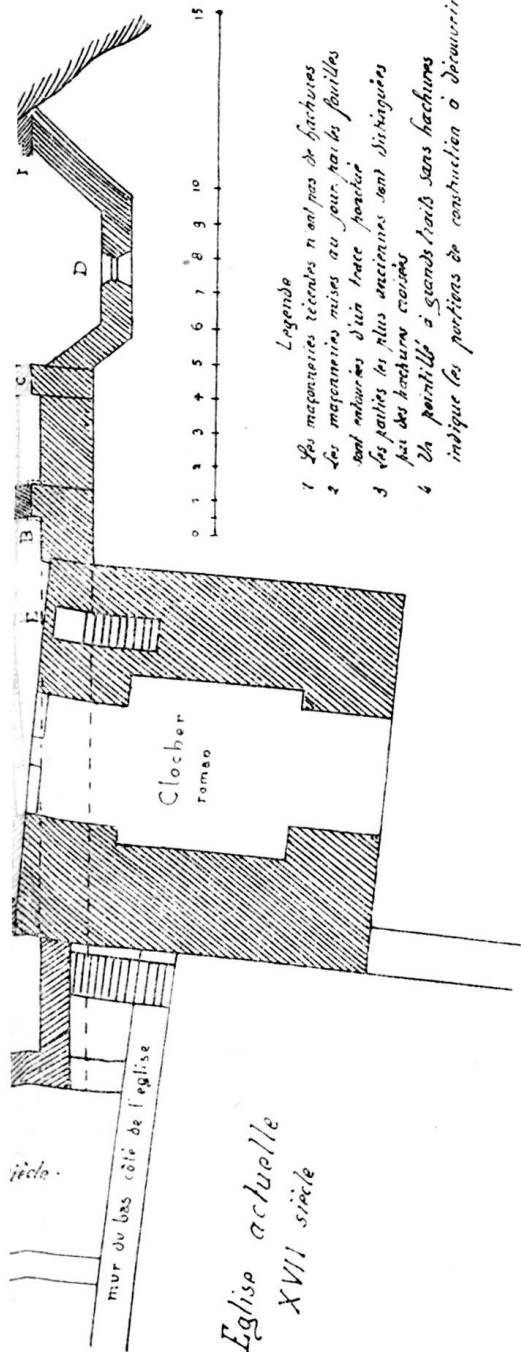 I
D
C
B
E
0 1 2 3 4 5 6 7 8 9 10 15
Légende
1 Les maçonneries récentes n'ont pas de hachures
2 Les maçonneries mises au jour par les fouilles
sont entourées d'un tracé ponctué
3 Les parties les plus anciennes sont distinguées
par des hachures croisées
4 Un pointillé à grands traits sans hachures
indique les portions de construction à découvrir
Clocher
roman
mur du bas côté de l'eglise
siècle.
Eglise actuelle
XVII siècle